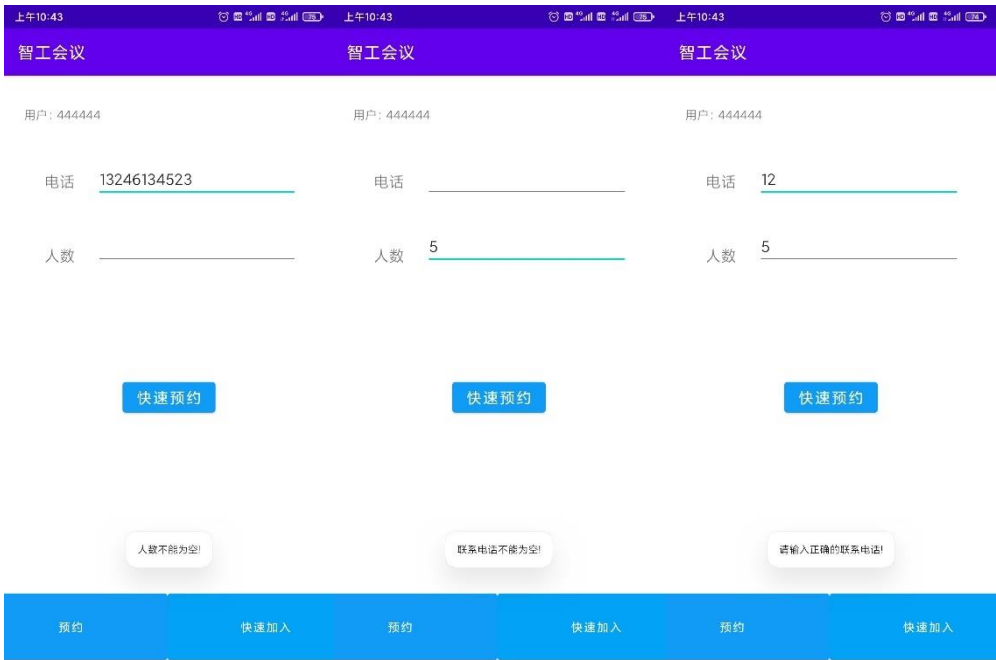 上午10:43
智工会议
用户: 444444
电话 13246134523
人数
快速预约
人数不能为空!
预约 快速加入
上午10:43
智工会议
用户: 444444
电话
人数 5
快速预约
联系电话不能为空!
预约 快速加入
上午10:43
智工会议
用户: 444444
电话 12
人数 5
快速预约
请输入正确的联系电话!
预约 快速加入